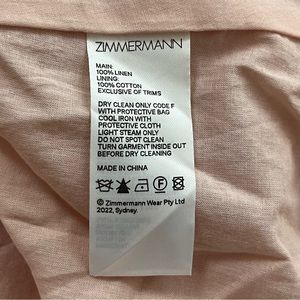 ZIMMERMANN
MAIN:
100% LINEN
LINING:
100% COTTON
EXCLUSIVE OF TRIMS
DRY CLEAN ONLY CODE F
WITH PROTECTIVE BAG
COOL IRON WITH
PROTECTIVE CLOTH
LIGHT STEAM ONLY
DO NOT SPOT CLEAN
TURN GARMENT INSIDE OUT
BEFORE DRY CLEANING
MADE IN CHINA
F
© Zimmermann Wear Pty Ltd
2022, Sydney.